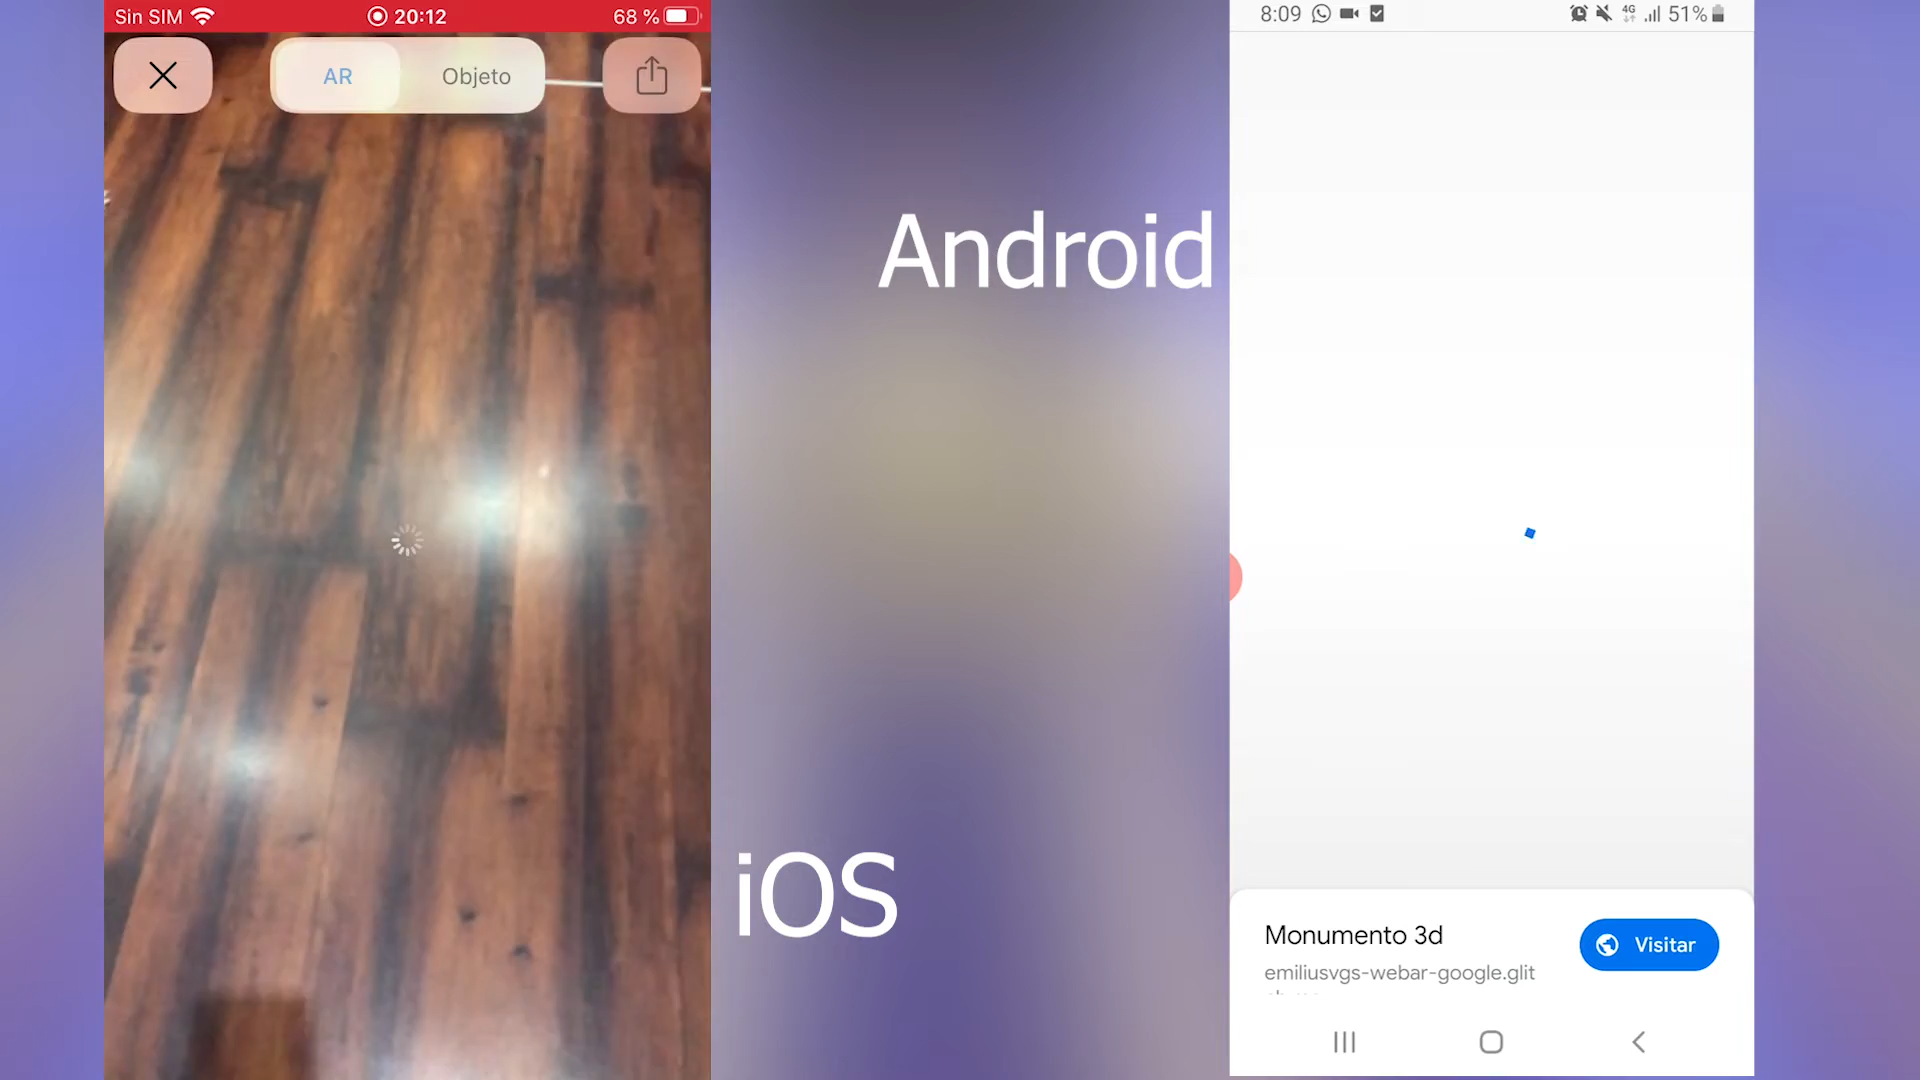 Sin SIM 20:12 68 %
AR Objeto
Android
iOS
8:09 4G 51%
Monumento 3d
emiliusvgs-webar-google.glit
Visitar